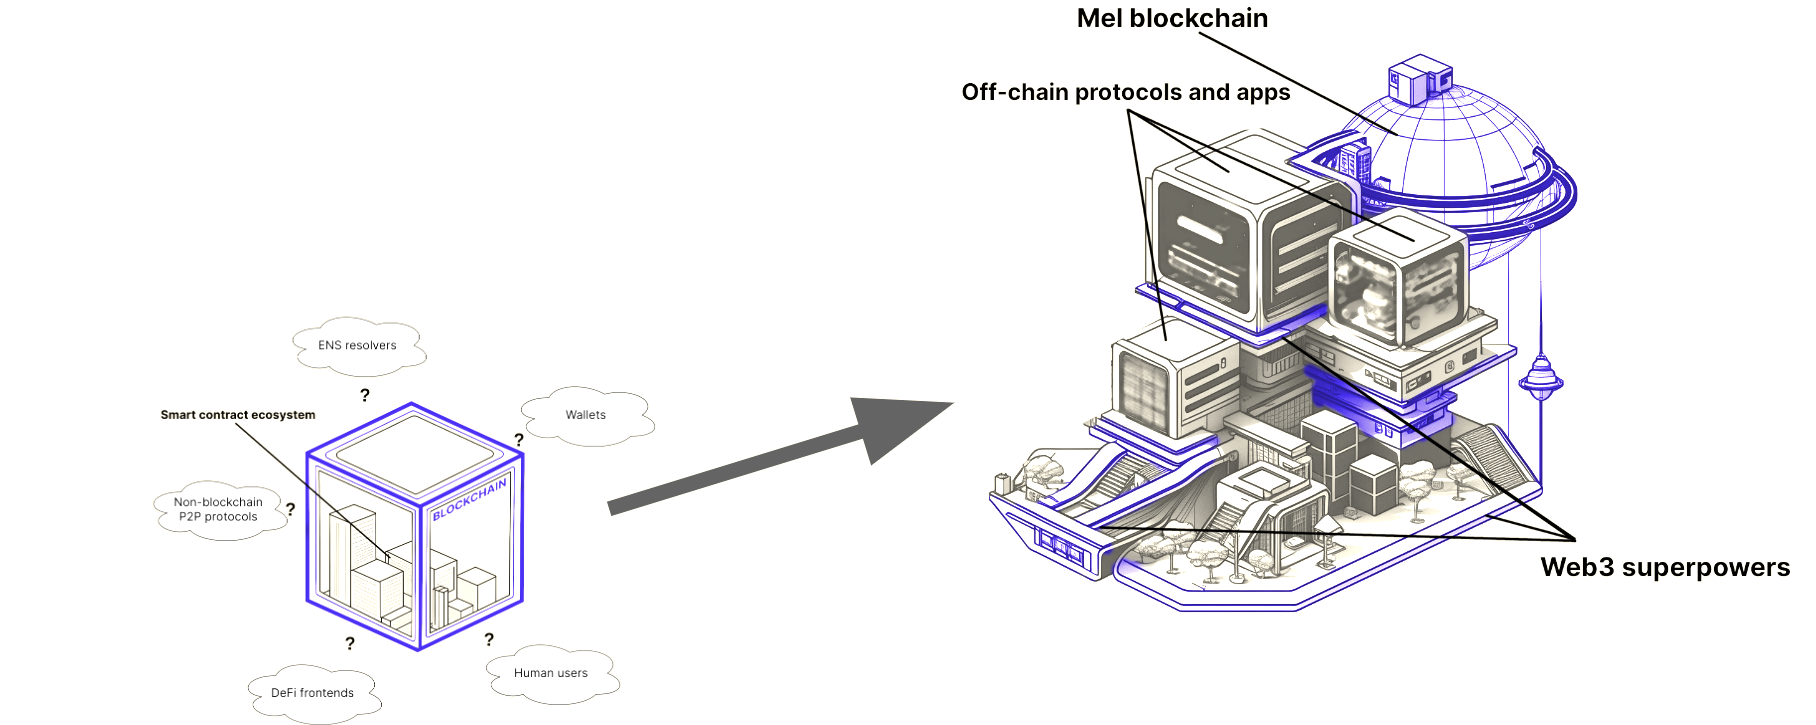 Mel blockchain
Off-chain protocols and apps
ENS resolvers
?
Smart contract ecosystem
Wallets
?
BLOCKCHAIN
Non-blockchain
P2P protocols
?
Web3 superpowers
?
?
Human users
DeFi frontends